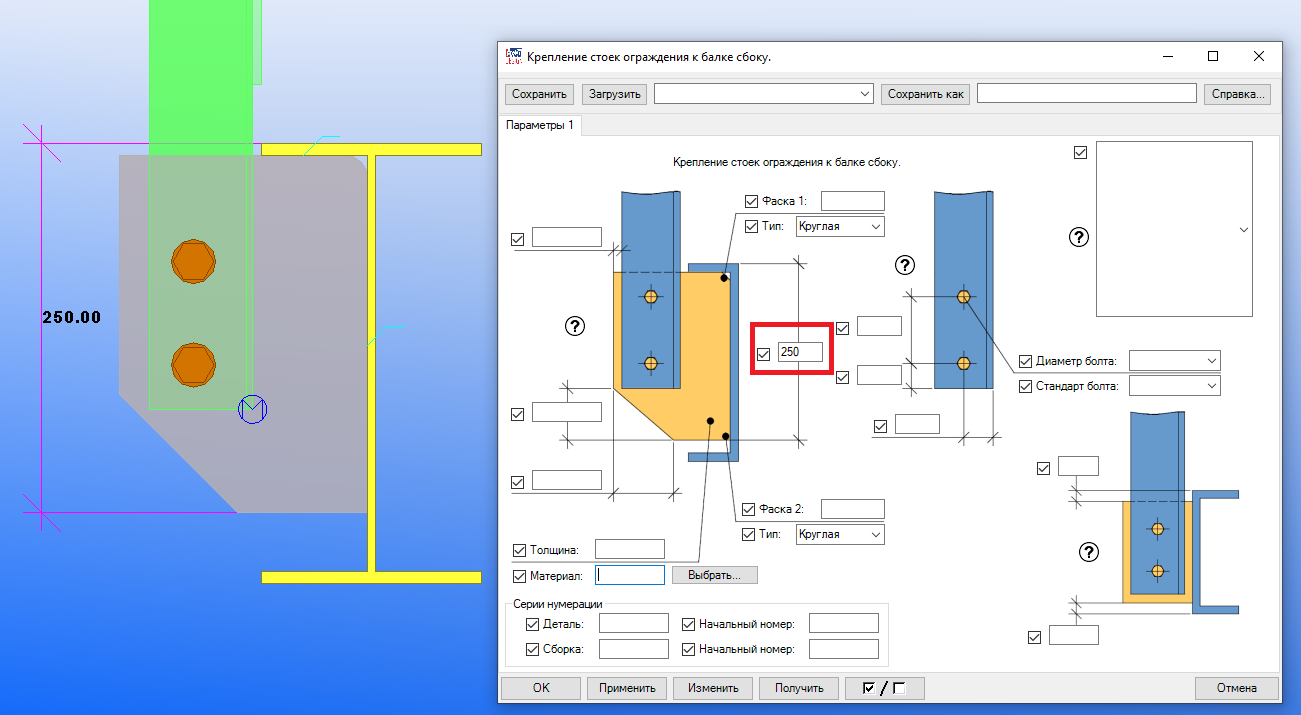 250.00
Крепление стоек ограждения к балке сбоку.
Сохранить Загрузить Сохранить как Справка...
Параметры 1
Крепление стоек ограждения к балке сбоку.
Фаска 1:
Тип: Круглая
?
?
?
250
Диаметр болта:
Стандарт болта:
Фаска 2:
Тип: Круглая
?
Толщина:
Материал: Выбрать...
Серии нумерации
Деталь: Начальный номер:
Сборка: Начальный номер:
OK Применить Изменить Получить / Отмена